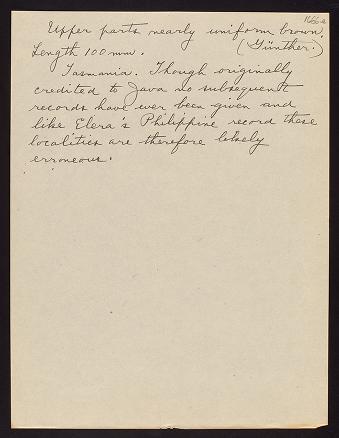 1666a
Upper parts nearly uniform brown.
Length 100 mm. (Günther.)
Tasmania. Though originally
credited to Java no subsequent
records have ever been given and
like Elera's Philippine record these
localities are therefore likely
erroneous.